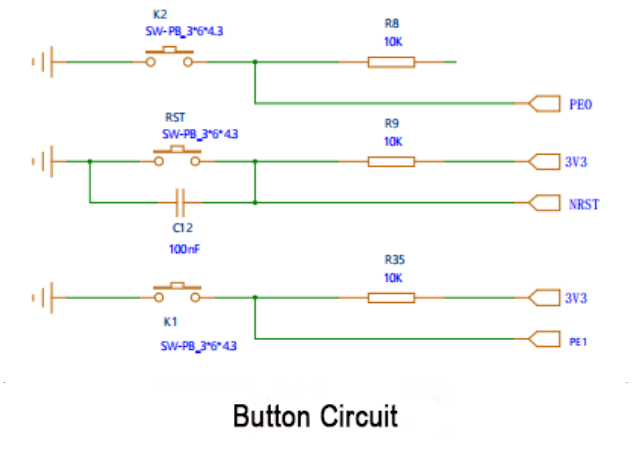 K2
SW-PB_3*6*4.3
R8
10K
PE0
RST
SW-PB_3*6*4.3
R9
10K
3V3
NRST
C12
100nF
R35
10K
3V3
K1
SW-PB_3*6*4.3
PE1
Button Circuit